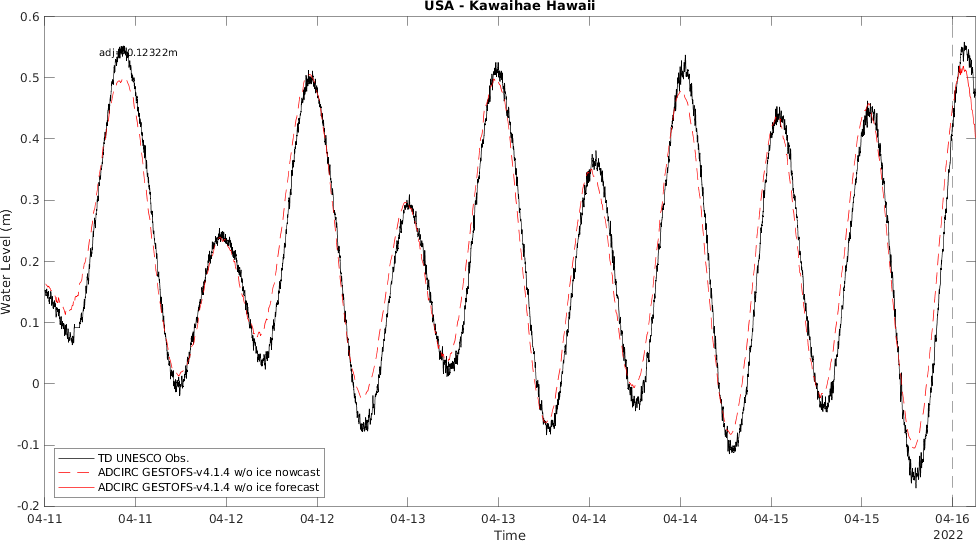 USA - Kawaihae Hawaii
0.6
0.5
0.4
0.3
0.2
0.1
0
-0.1
-0.2
Water Level (m)
0.12322m
TD UNESCO Obs.
ADCIRC GESTOFS-v4.1.4 w/o ice nowcast
ADCIRC GESTOFS-v4.1.4 w/o ice forecast
04-11 04-11 04-12 04-12 04-13 04-13 04-14 04-14 04-15 04-15 04-16
Time
2022